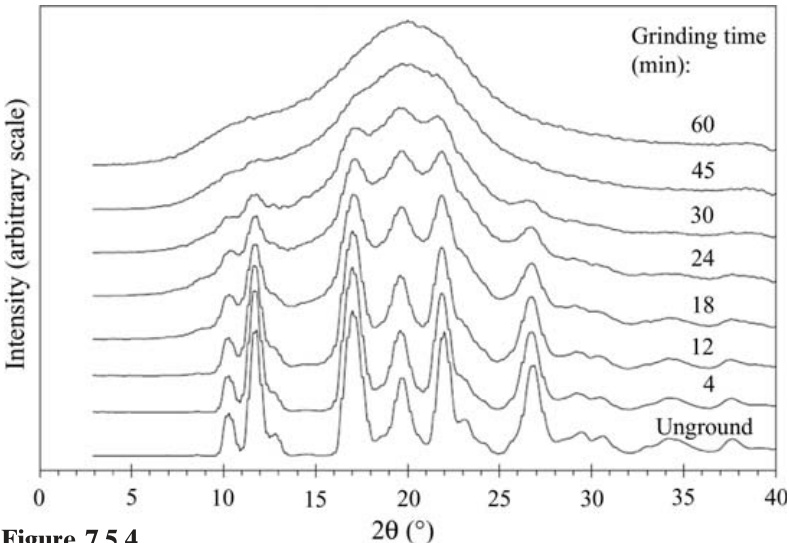 Grinding time
(min):
60
45
30
24
18
12
4
Unground
Intensity (arbitrary scale)
0 5 10 15 20 25 30 35 40
2θ (°)
Figure 7.5.4